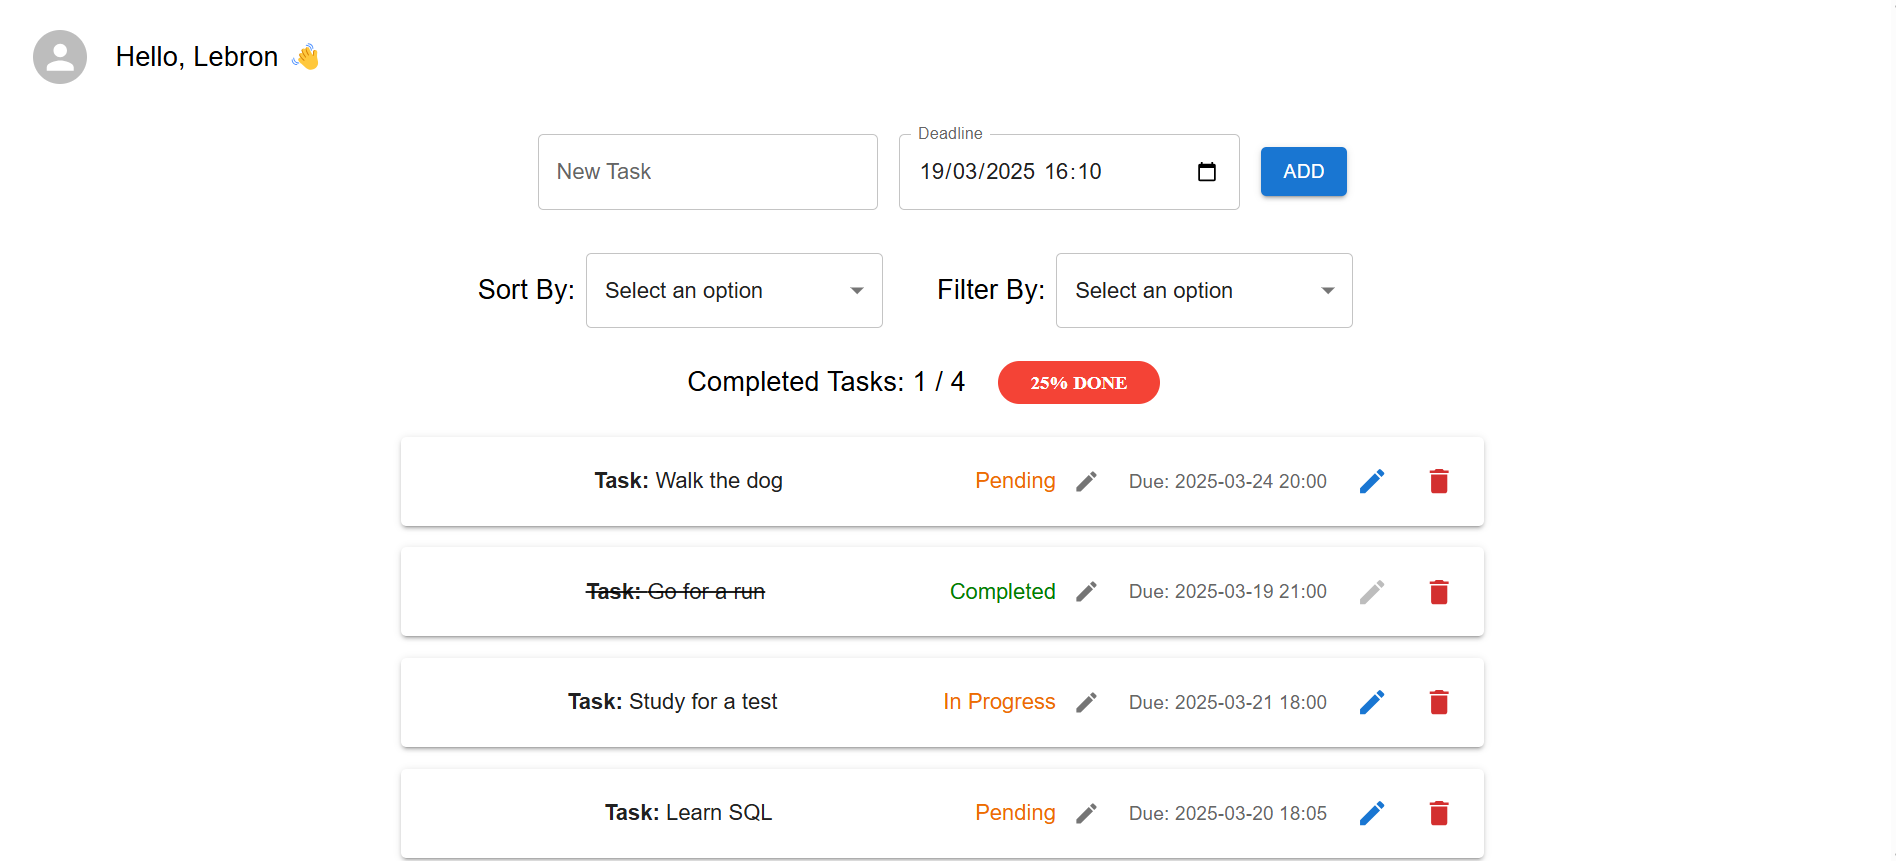 Hello, Lebron 👋
Deadline
New Task
19/03/2025 16:10
ADD
Sort By: Select an option
Filter By: Select an option
Completed Tasks: 1 / 4
25% DONE
Task: Walk the dog Pending Due: 2025-03-24 20:00
Task: Go for a run Completed Due: 2025-03-19 21:00
Task: Study for a test In Progress Due: 2025-03-21 18:00
Task: Learn SQL Pending Due: 2025-03-20 18:05